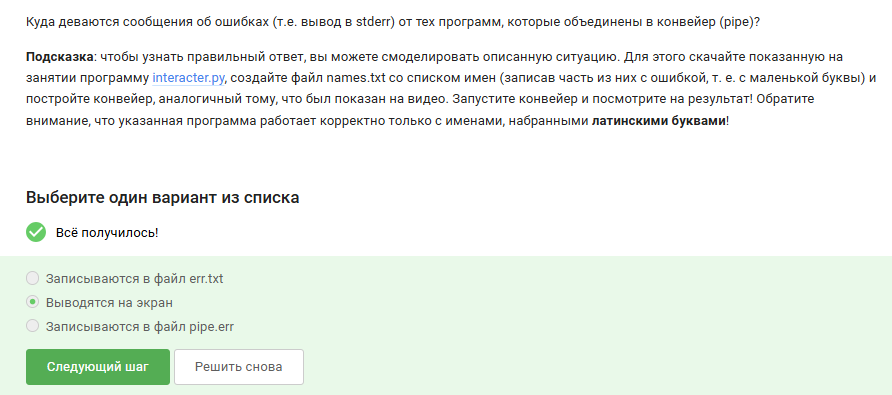 Куда деваются сообщения об ошибках (т.е. вывод в stderr) от тех программ, которые объединены в конвейер (pipe)?
Подсказка: чтобы узнать правильный ответ, вы можете смоделировать описанную ситуацию. Для этого скачайте показанную на
занятии программу interacter.py, создайте файл names.txt со списком имен (записав часть из них с ошибкой, т. е. с маленькой буквы) и
постройте конвейер, аналогичный тому, что был показан на видео. Запустите конвейер и посмотрите на результат! Обратите
внимание, что указанная программа работает корректно только с именами, набранными латинскими буквами!
Выберите один вариант из списка
Всё получилось!
Записываются в файл err.txt
Выводятся на экран
Записываются в файл pipe.err
Следующий шаг Решить снова